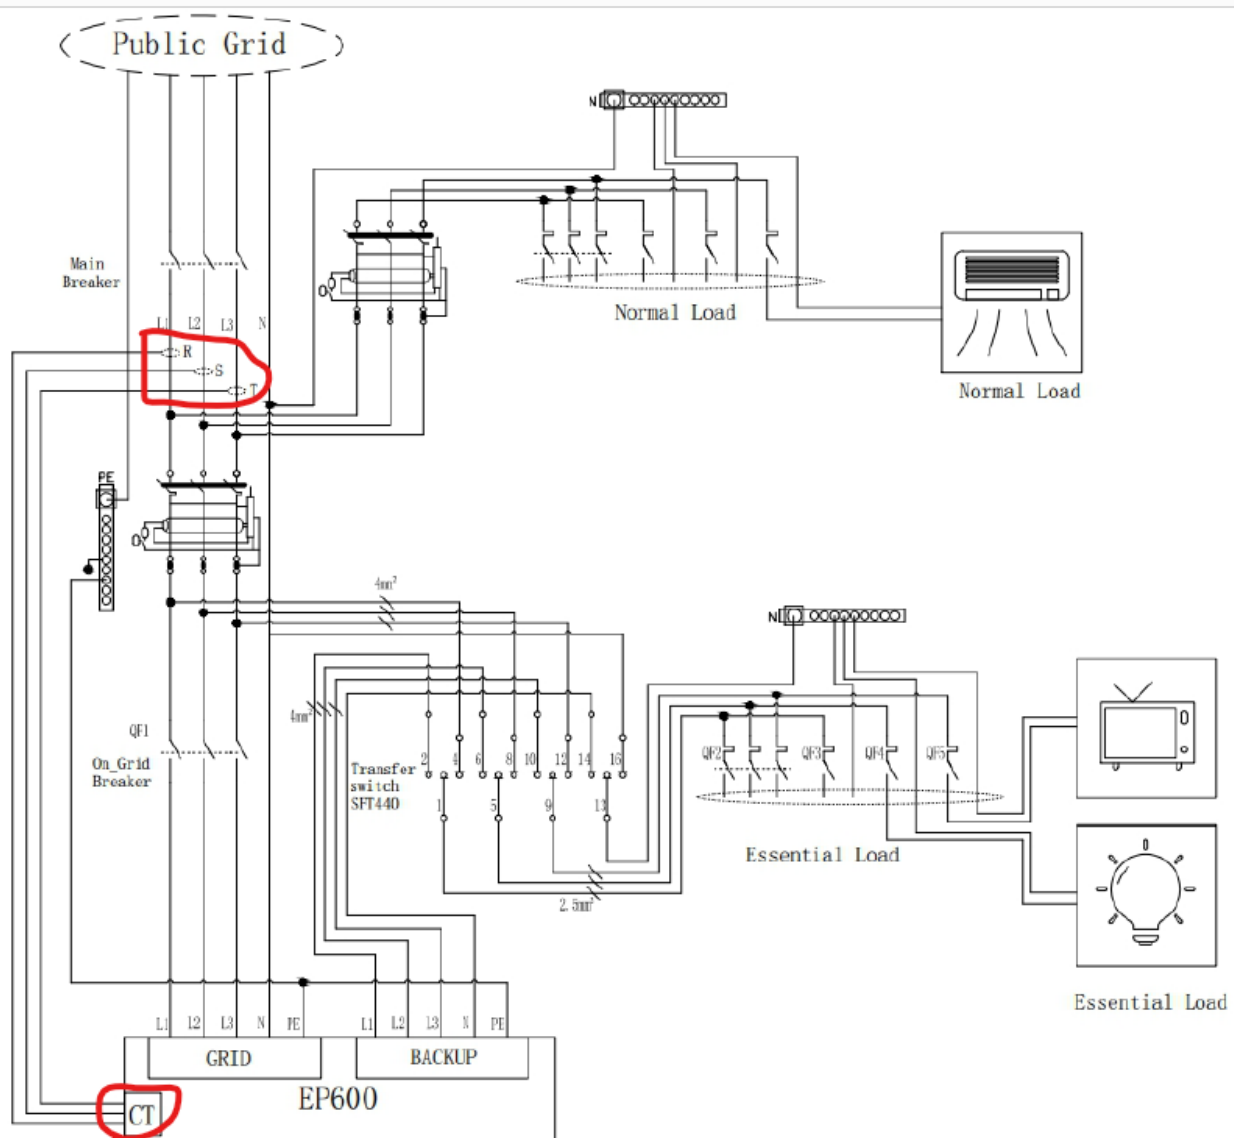 Public Grid
N
Main
Breaker
Normal Load
Normal Load
L1
L2
L3
N
R
S
T
PE
4mm²
N
4mm²
QF1
On_Grid
Breaker
Transfer
switch
SFT440
2
4
6
8
10
12
14
16
1
5
9
13
QF2
QF3
QF4
QF5
Essential Load
2.5mm²
Essential Load
L1
L2
L3
N
PE
L1
L2
L3
N
PE
GRID
BACKUP
EP600
CT